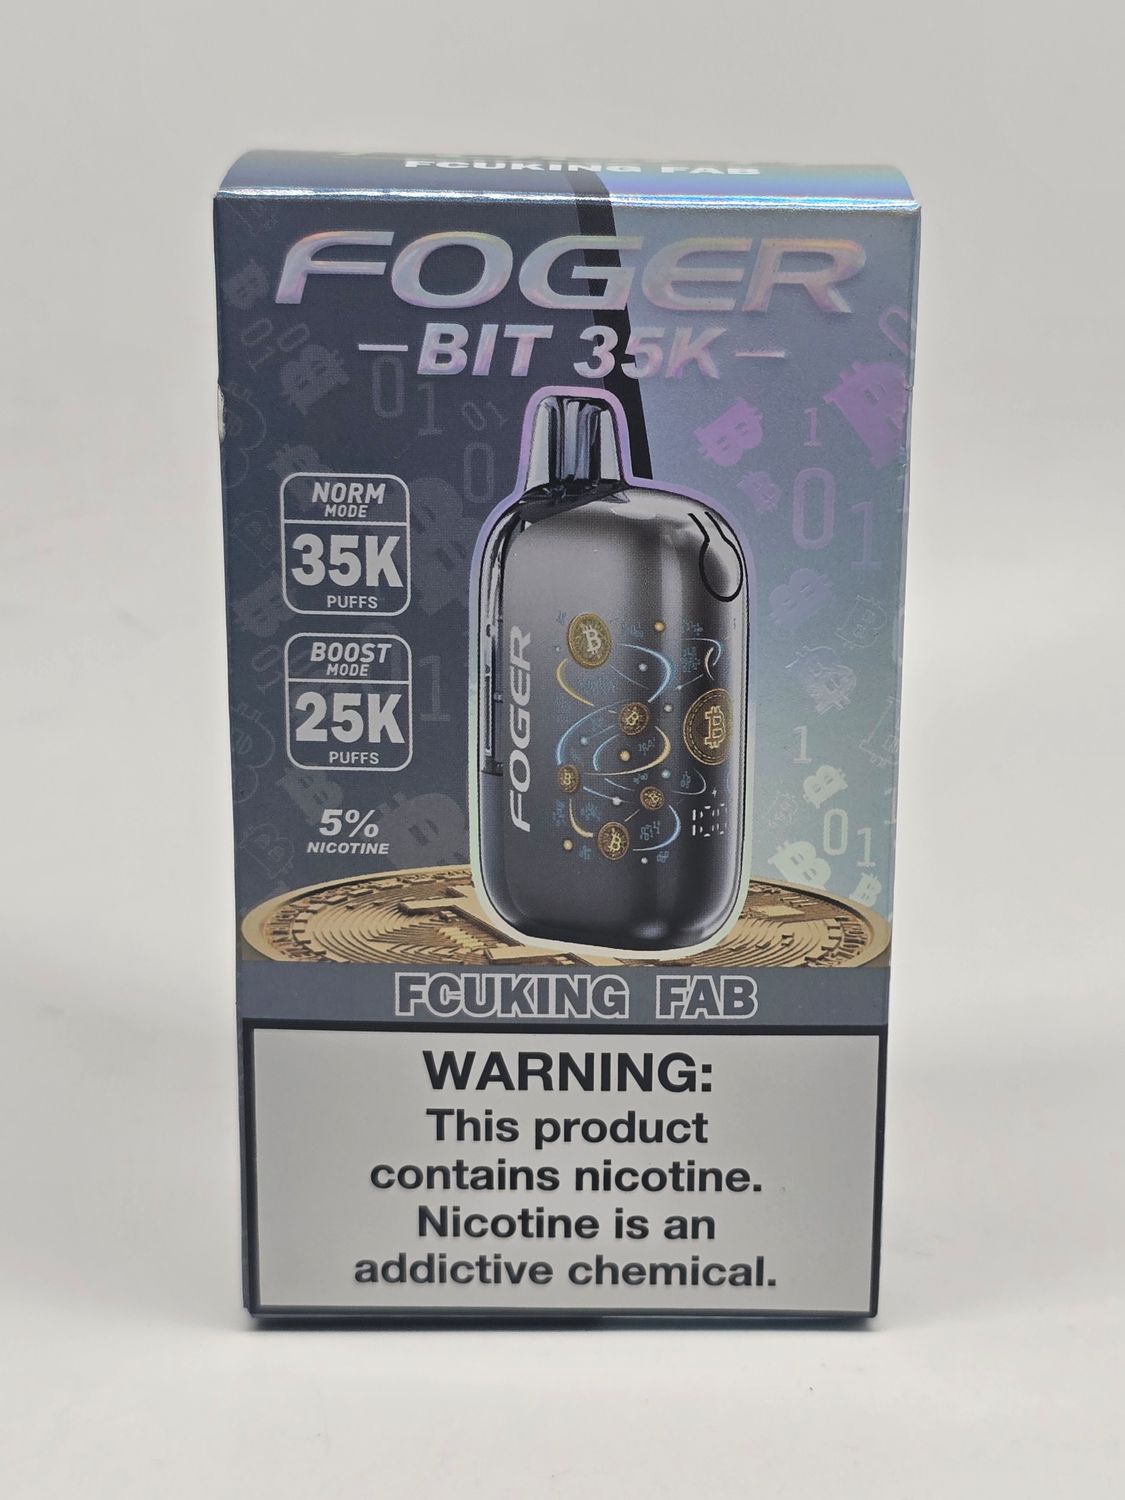 FCUKING FAB
FOGER
BIT 35K
NORM
MODE
35K
PUFFS
BOOST
MODE
25K
PUFFS
5%
NICOTINE
FOGER
FCUKING FAB
WARNING:
This product
contains nicotine.
Nicotine is an
addictive chemical.